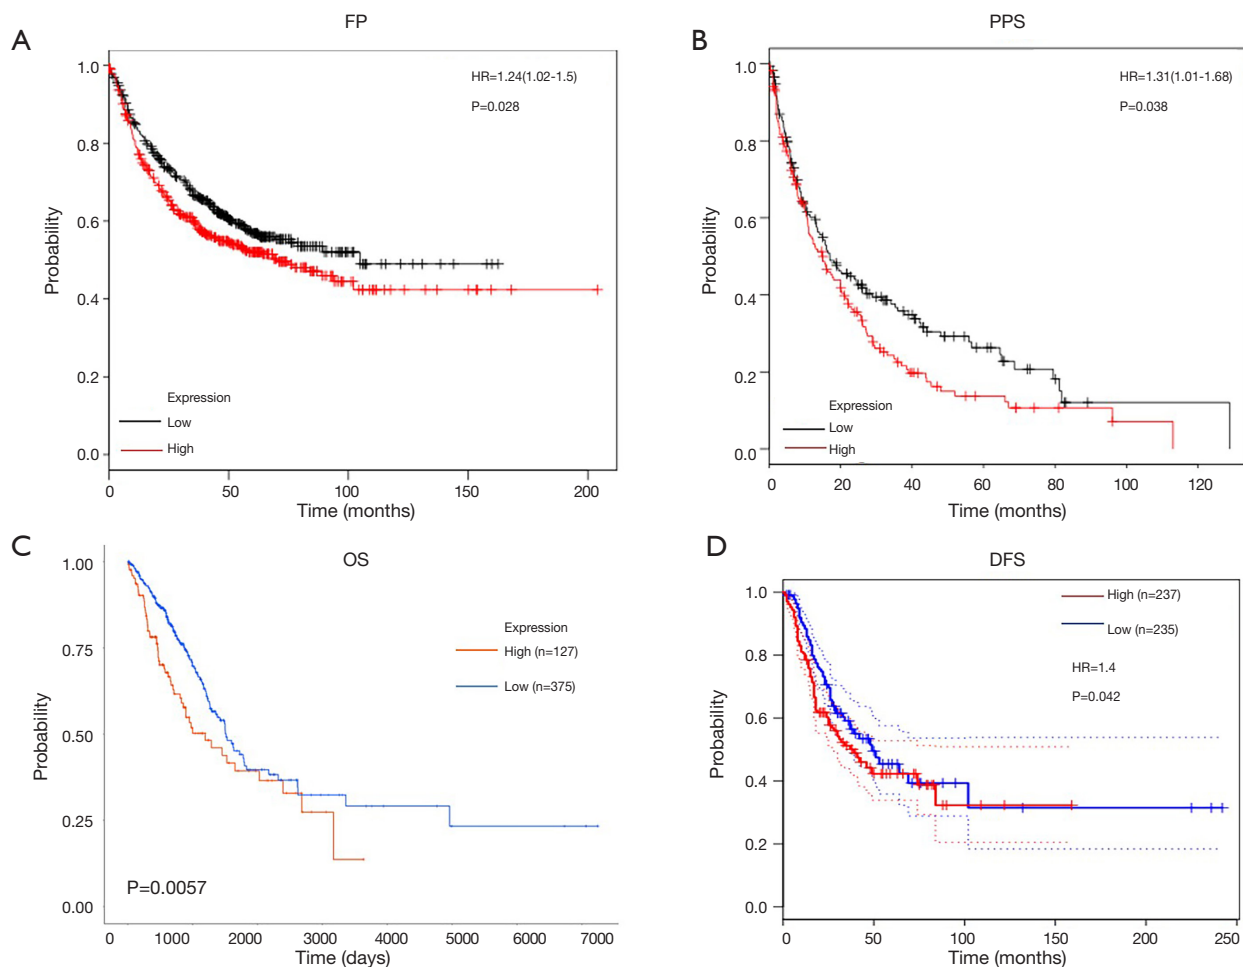 A
FP
HR=1.24(1.02-1.5)
P=0.028
1.0
0.8
0.6
0.4
0.2
0.0
Probability
Expression
Low
High
0 50 100 150 200
Time (months)
B
PPS
HR=1.31(1.01-1.68)
P=0.038
1.0
0.8
0.6
0.4
0.2
0.0
Probability
Expression
Low
High
0 20 40 60 80 100 120
Time (months)
C
OS
1.00
0.75
0.50
0.25
0.00
Probability
Expression
High (n=127)
Low (n=375)
P=0.0057
0 1000 2000 3000 4000 5000 6000 7000
Time (days)
D
DFS
High (n=237)
Low (n=235)
HR=1.4
P=0.042
1.0
0.8
0.6
0.4
0.2
0.0
Probability
0 50 100 150 200 250
Time (months)